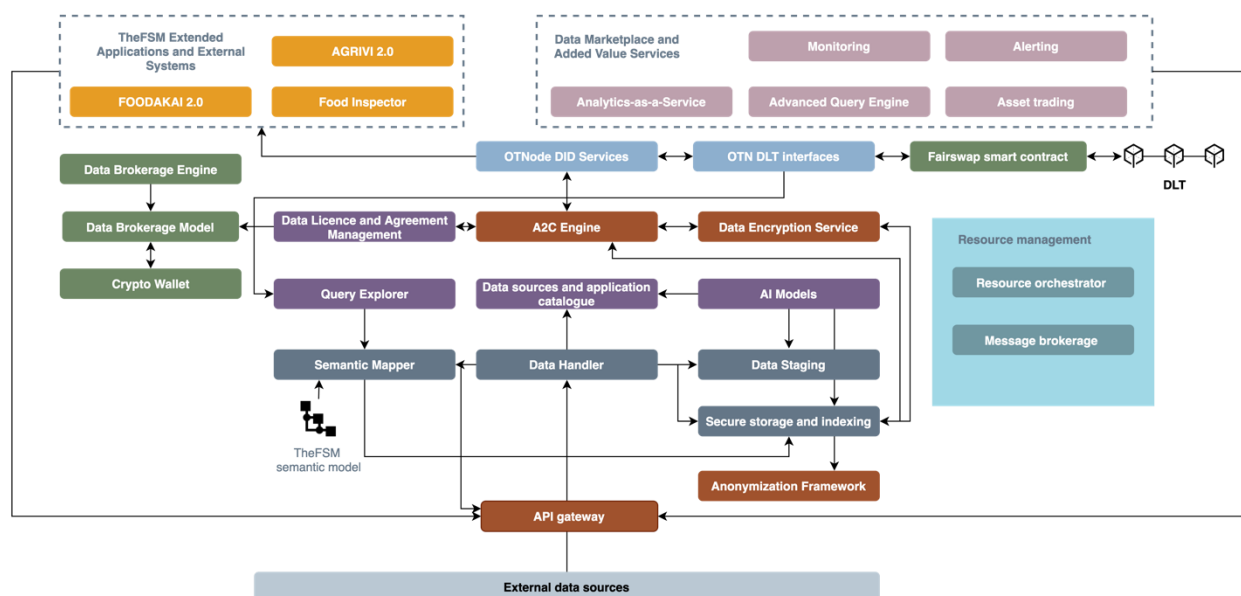 TheFSM Extended
Applications and External
Systems
AGRIVI 2.0
FOODAKAI 2.0
Food Inspector
Data Marketplace and
Added Value Services
Monitoring
Alerting
Analytics-as-a-Service
Advanced Query Engine
Asset trading
OTNode DID Services
OTN DLT interfaces
Fairswap smart contract
DLT
Data Brokerage Engine
Data Brokerage Model
Data Licence and Agreement
Management
A2C Engine
Data Encryption Service
Crypto Wallet
Query Explorer
Data sources and application
catalogue
AI Models
Resource management
Resource orchestrator
Message brokerage
Semantic Mapper
Data Handler
Data Staging
TheFSM
semantic model
Secure storage and indexing
Anonymization Framework
API gateway
External data sources